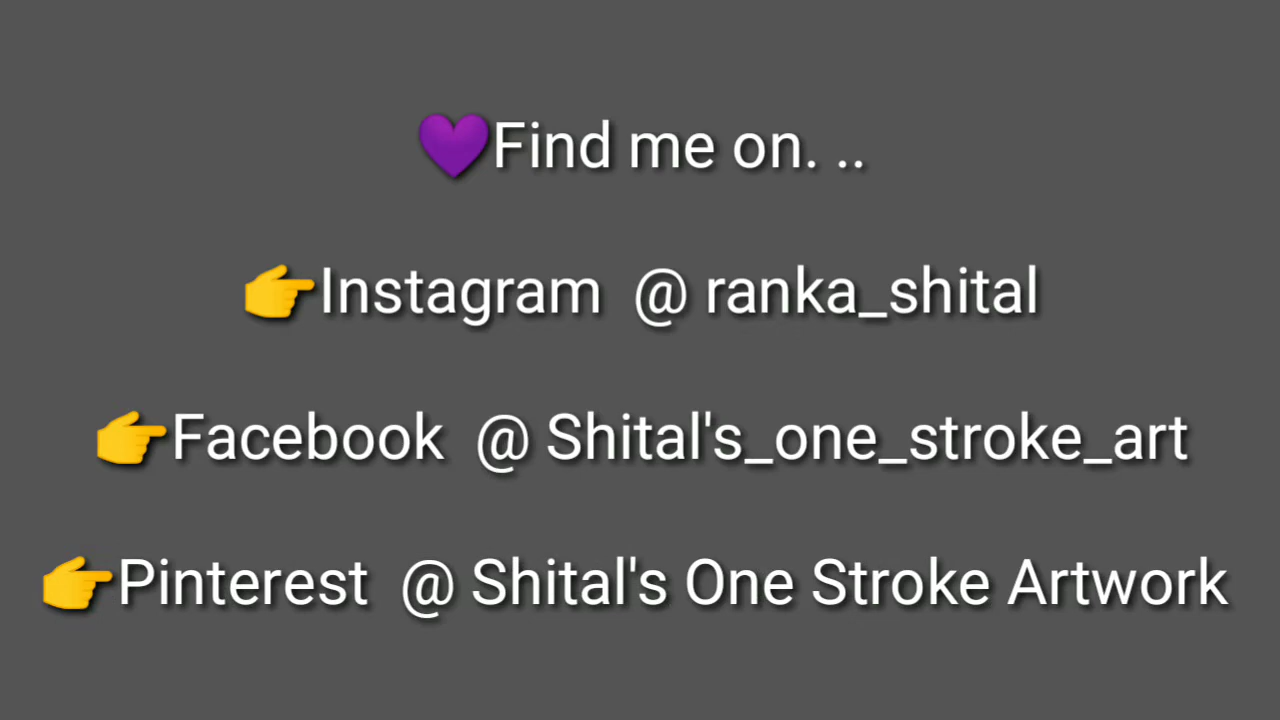 💜Find me on. ..
👉Instagram  @ ranka_shital
👉Facebook  @ Shital's_one_stroke_art
👉Pinterest  @ Shital's One Stroke Artwork